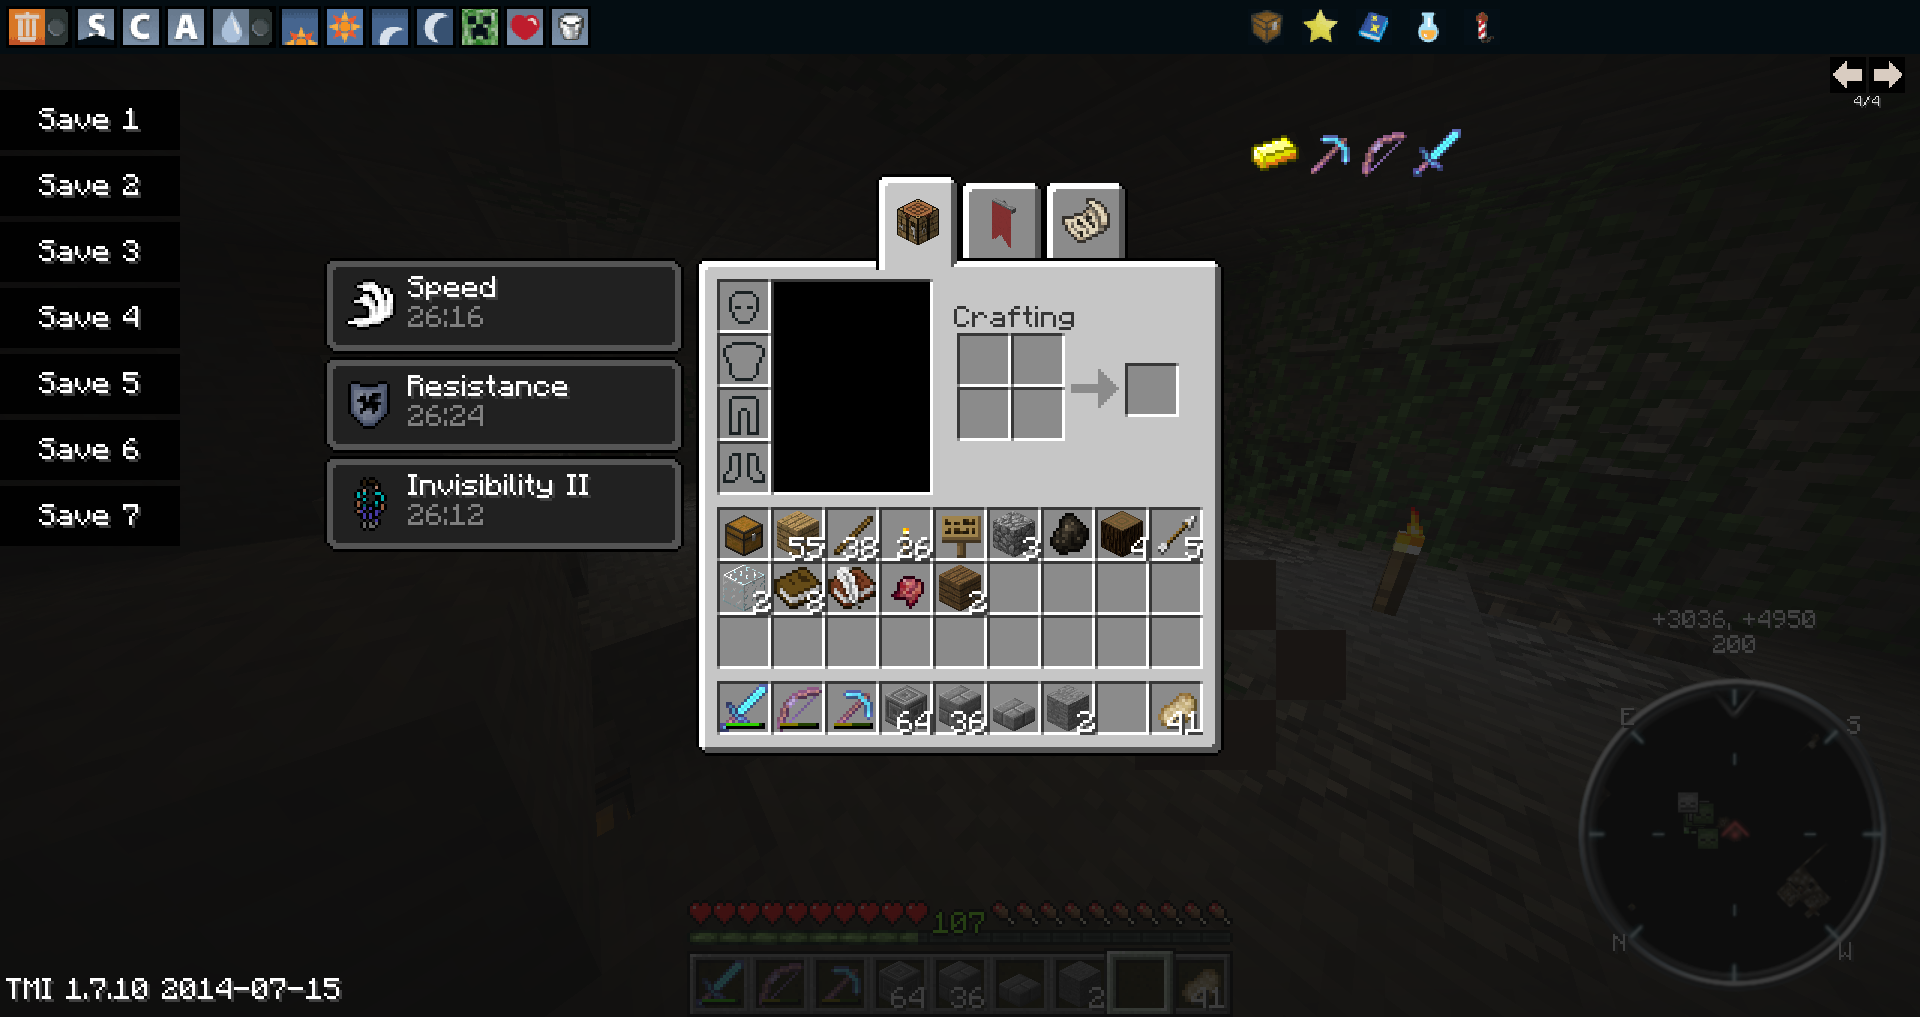 S C A
4/4
Save 1
Save 2
Save 3
Save 4
Save 5
Save 6
Save 7
Speed
26:16
Resistance
26:24
Invisibility II
26:12
Crafting
55 38 26 3 4 5
2 8 2
64 36 2 41
+3036, +4950
200
E S
N W
107
64 36 2 41
TMI 1.7.10 2014-07-15